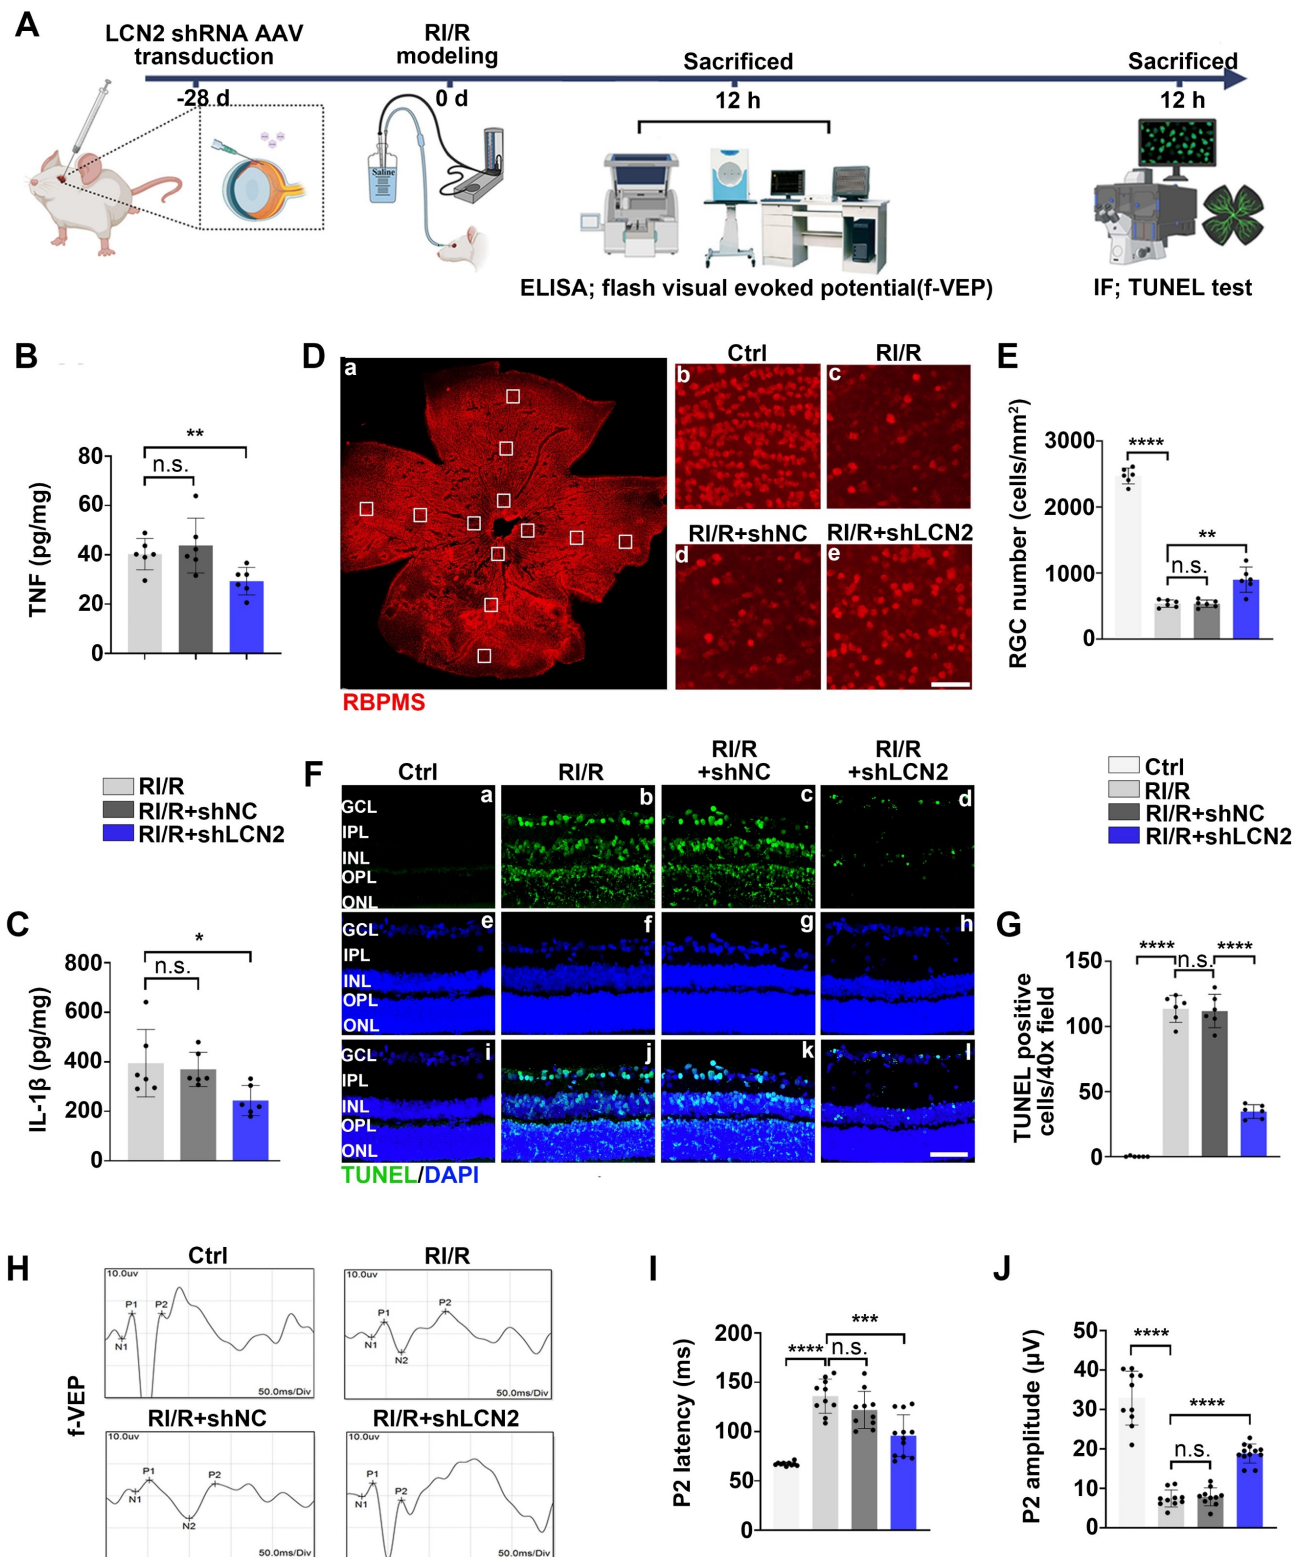 A
LCN2 shRNA AAV
transduction
RI/R
modeling
Sacrificed
Sacrificed
-28 d
0 d
12 h
12 h
Saline
ELISA; flash visual evoked potential(f-VEP)
IF; TUNEL test
B
TNF (pg/mg)
80
60
40
20
0
n.s.
**
D
a
RBPMS
Ctrl
b
RI/R
c
RI/R+shNC
d
RI/R+shLCN2
e
E
RGC number (cells/mm²)
3000
2000
1000
0
****
**
n.s.
RI/R
RI/R+shNC
RI/R+shLCN2
Ctrl
RI/R
RI/R+shNC
RI/R+shLCN2
C
IL-1β (pg/mg)
800
600
400
200
0
*
n.s.
F
Ctrl
RI/R
RI/R
+shNC
RI/R
+shLCN2
GCL
IPL
INL
OPL
ONL
a
b
c
d
GCL
IPL
INL
OPL
ONL
e
f
g
h
GCL
IPL
INL
OPL
ONL
i
j
k
l
TUNEL/DAPI
G
TUNEL positive
cells/40x field
150
100
50
0
****
n.s.
****
H
f-VEP
Ctrl
10.0uv
P1
P2
N1
50.0ms/Div
RI/R
10.0uv
P1
P2
N1
N2
50.0ms/Div
RI/R+shNC
10.0uv
P1
P2
N1
N2
50.0ms/Div
RI/R+shLCN2
10.0uv
P1
P2
N1
50.0ms/Div
I
P2 latency (ms)
200
150
100
50
0
***
****
n.s.
J
P2 amplitude (µV)
50
40
30
20
10
0
****
****
n.s.